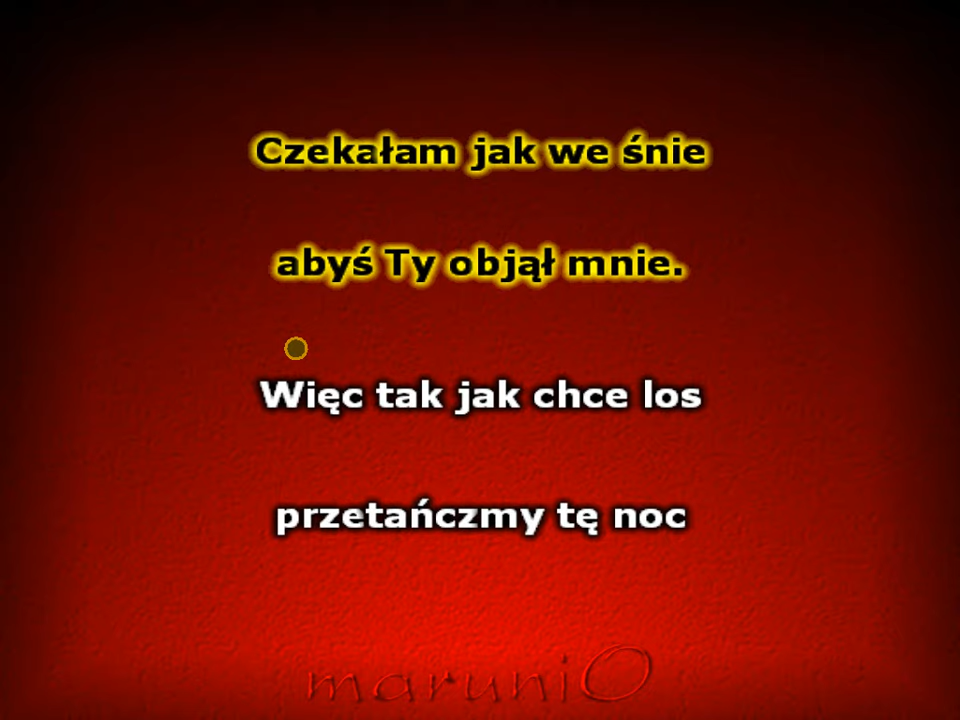 Czekałam jak we śnie
abyś Ty objął mnie.
Więc tak jak chce los
przetańczmy tę noc
maruniO